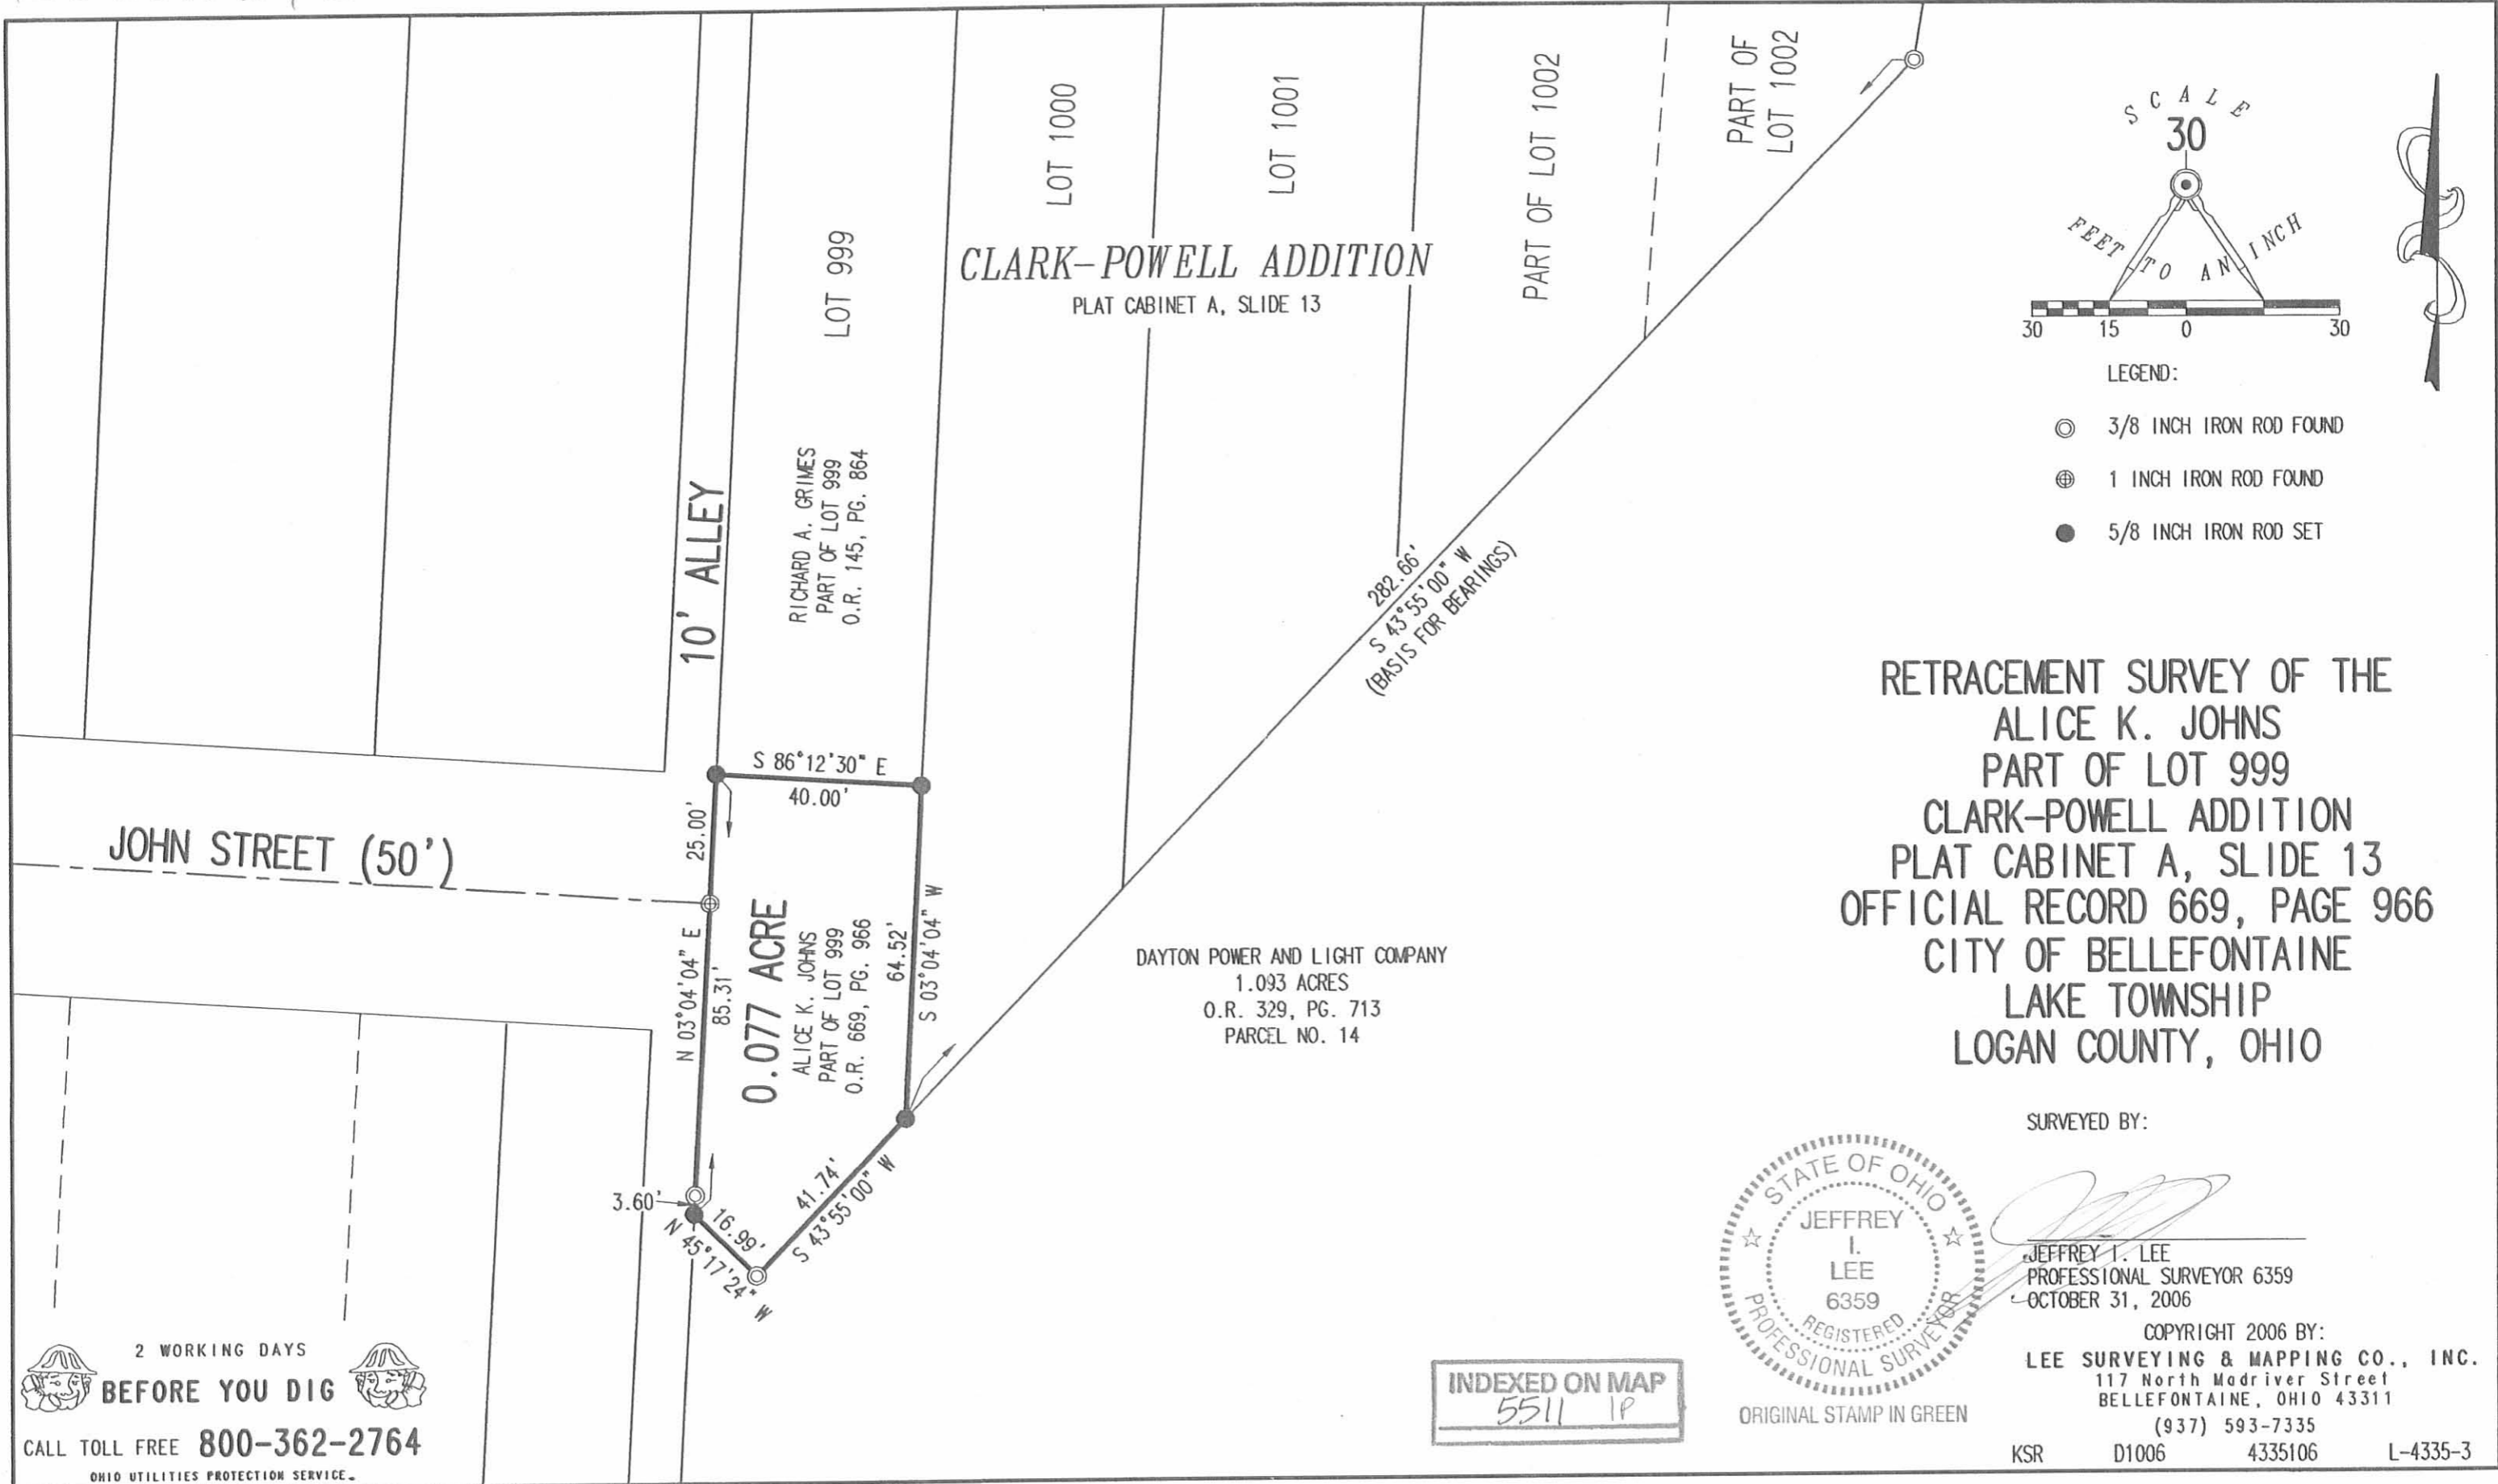 LOT 999
LOT 1000
LOT 1001
PART OF LOT 1002
PART OF
LOT 1002
CLARK-POWELL ADDITION
PLAT CABINET A, SLIDE 13
10' ALLEY
RICHARD A. GRIMES
PART OF LOT 999
O.R. 145, PG. 864
SCALE
30
FEET TO AN INCH
30 15 0 30
LEGEND:
3/8 INCH IRON ROD FOUND
1 INCH IRON ROD FOUND
5/8 INCH IRON ROD SET
282.66'
S 43°55'00" W
(BASIS FOR BEARINGS)
S 86°12'30" E
40.00'
25.00'
JOHN STREET (50')
N 03°04'04" E
85.31'
0.077 ACRE
ALICE K. JOHNS
PART OF LOT 999
O.R. 669, PG. 966
64.52'
S 03°04'04" W
DAYTON POWER AND LIGHT COMPANY
1.093 ACRES
O.R. 329, PG. 713
PARCEL NO. 14
3.60'
16.99'
N 45°17'24" W
41.74'
S 43°55'00" W
RETRACEMENT SURVEY OF THE
ALICE K. JOHNS
PART OF LOT 999
CLARK-POWELL ADDITION
PLAT CABINET A, SLIDE 13
OFFICIAL RECORD 669, PAGE 966
CITY OF BELLEFONTAINE
LAKE TOWNSHIP
LOGAN COUNTY, OHIO
SURVEYED BY:
STATE OF OHIO
JEFFREY
I.
LEE
6359
REGISTERED
PROFESSIONAL SURVEYOR
ORIGINAL STAMP IN GREEN
JEFFREY I. LEE
PROFESSIONAL SURVEYOR 6359
OCTOBER 31, 2006
COPYRIGHT 2006 BY:
LEE SURVEYING & MAPPING CO., INC.
117 North Madriver Street
BELLEFONTAINE, OHIO 43311
(937) 593-7335
KSR D1006 4335106 L-4335-3
INDEXED ON MAP
5511 1P
2 WORKING DAYS
BEFORE YOU DIG
CALL TOLL FREE 800-362-2764
OHIO UTILITIES PROTECTION SERVICE.